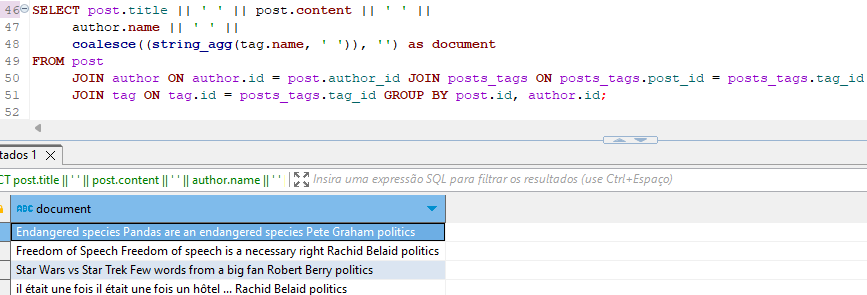 46 SELECT post.title || ' ' || post.content || ' ' ||
47 author.name || ' ' ||
48 coalesce((string_agg(tag.name, ' ')), '') as document
49 FROM post
50 JOIN author ON author.id = post.author_id JOIN posts_tags ON posts_tags.post_id = posts_tags.tag_id
51 JOIN tag ON tag.id = posts_tags.tag_id GROUP BY post.id, author.id;
52
tados 1
CT post.title || ' ' || post.content || ' ' || author.name || ' ' Insira uma expressão SQL para filtrar os resultados (use Ctrl+Espaço)
ABC document
Endangered species Pandas are an endangered species Pete Graham politics
Freedom of Speech Freedom of speech is a necessary right Rachid Belaid politics
Star Wars vs Star Trek Few words from a big fan Robert Berry politics
il était une fois il était une fois un hôtel ... Rachid Belaid politics